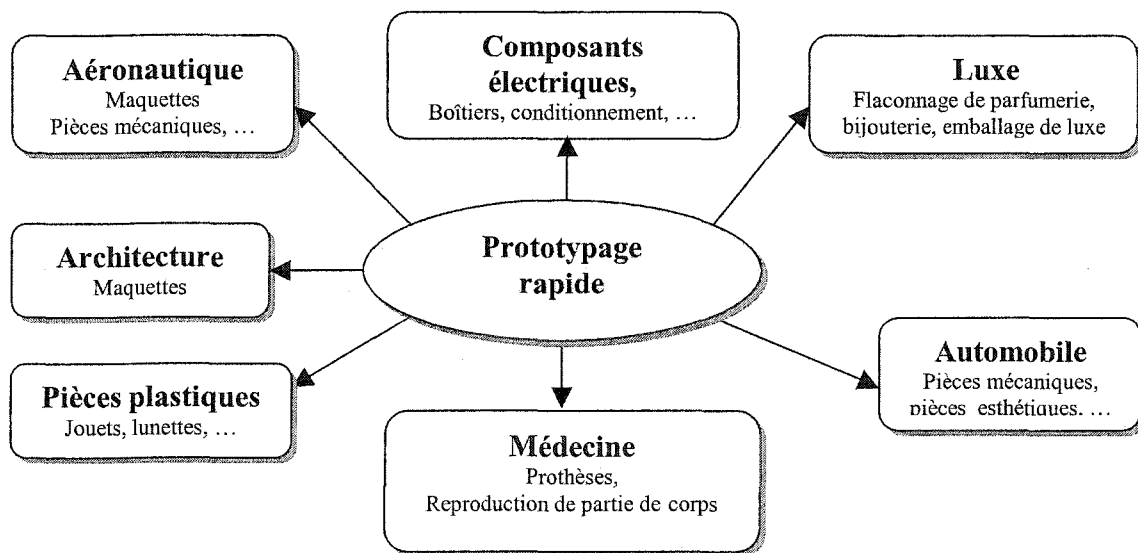 Aéronautique
Maquettes
Pièces mécaniques, …
Composants
électriques,
Boîtiers, conditionnement, …
Luxe
Flaconnage de parfumerie,
bijouterie, emballage de luxe
Architecture
Maquettes
Prototypage
rapide
Pièces plastiques
Jouets, lunettes, …
Médecine
Prothèses,
Reproduction de partie de corps
Automobile
Pièces mécaniques,
pièces esthétiques, …